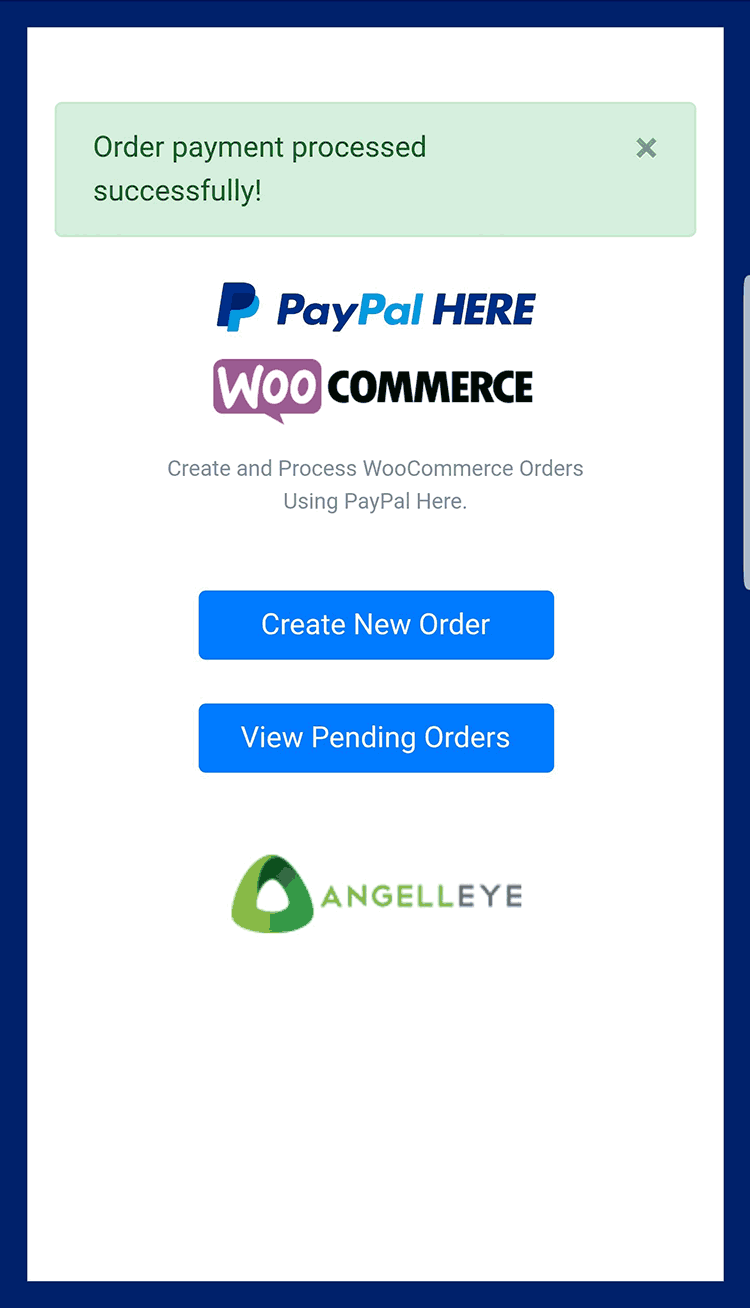 Order payment processed
successfully!
×
PayPal HERE
WOO COMMERCE
Create and Process WooCommerce Orders
Using PayPal Here.
Create New Order
View Pending Orders
ANGELLEYE